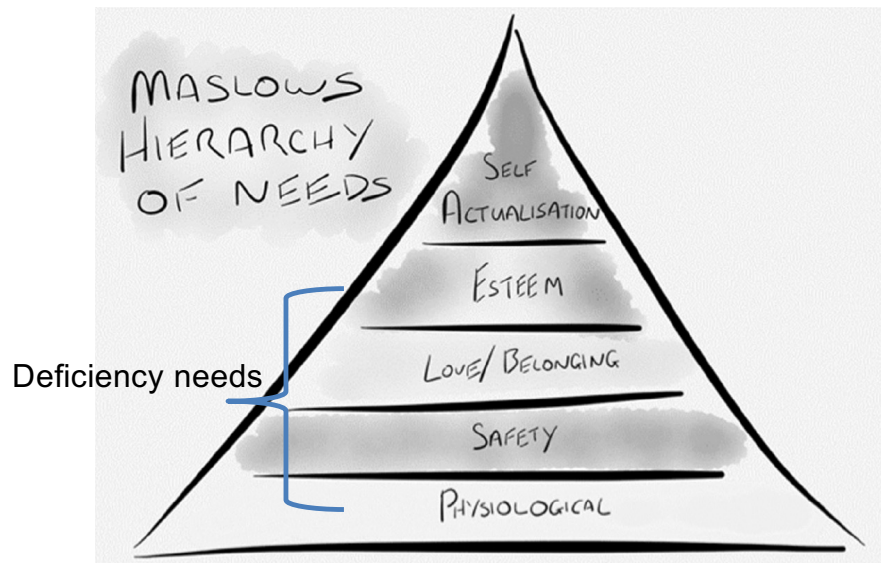 MASLOWS
HIERARCHY
OF NEEDS
SELF
ACTUALISATION
ESTEEM
Deficiency needs
LOVE/BELONGING
SAFETY
PHYSIOLOGICAL